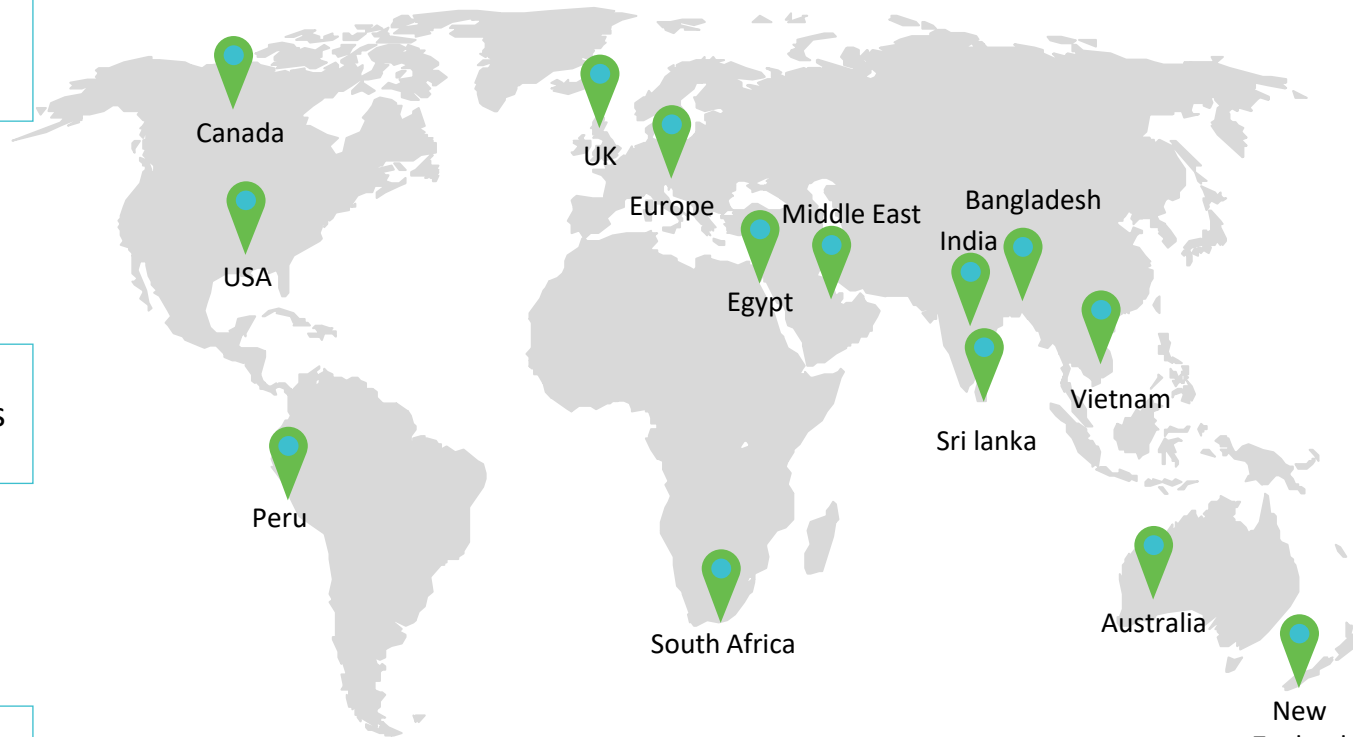 Canada
UK
Bangladesh
Europe
Middle East
India
USA
Egypt
Vietnam
s
Sri lanka
Peru
Australia
South Africa
New